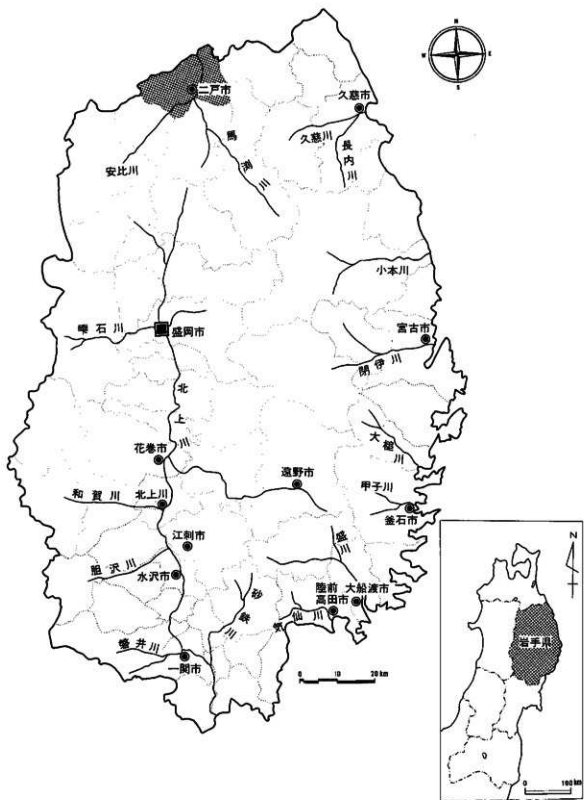 N
W
E
S
二戸市
久慈市
久慈川
長内川
安比川
馬淵川
小本川
雫石川
盛岡市
宮古市
閉伊川
北上川
大槌川
花巻市
遠野市
和賀川
北上川
甲子川
釜石市
江刺市
盛川
胆沢川
水沢市
砂鉄川
陸前
高田市
大船渡市
気仙川
磐井川
一関市
0 10 20km
N
岩手県
0